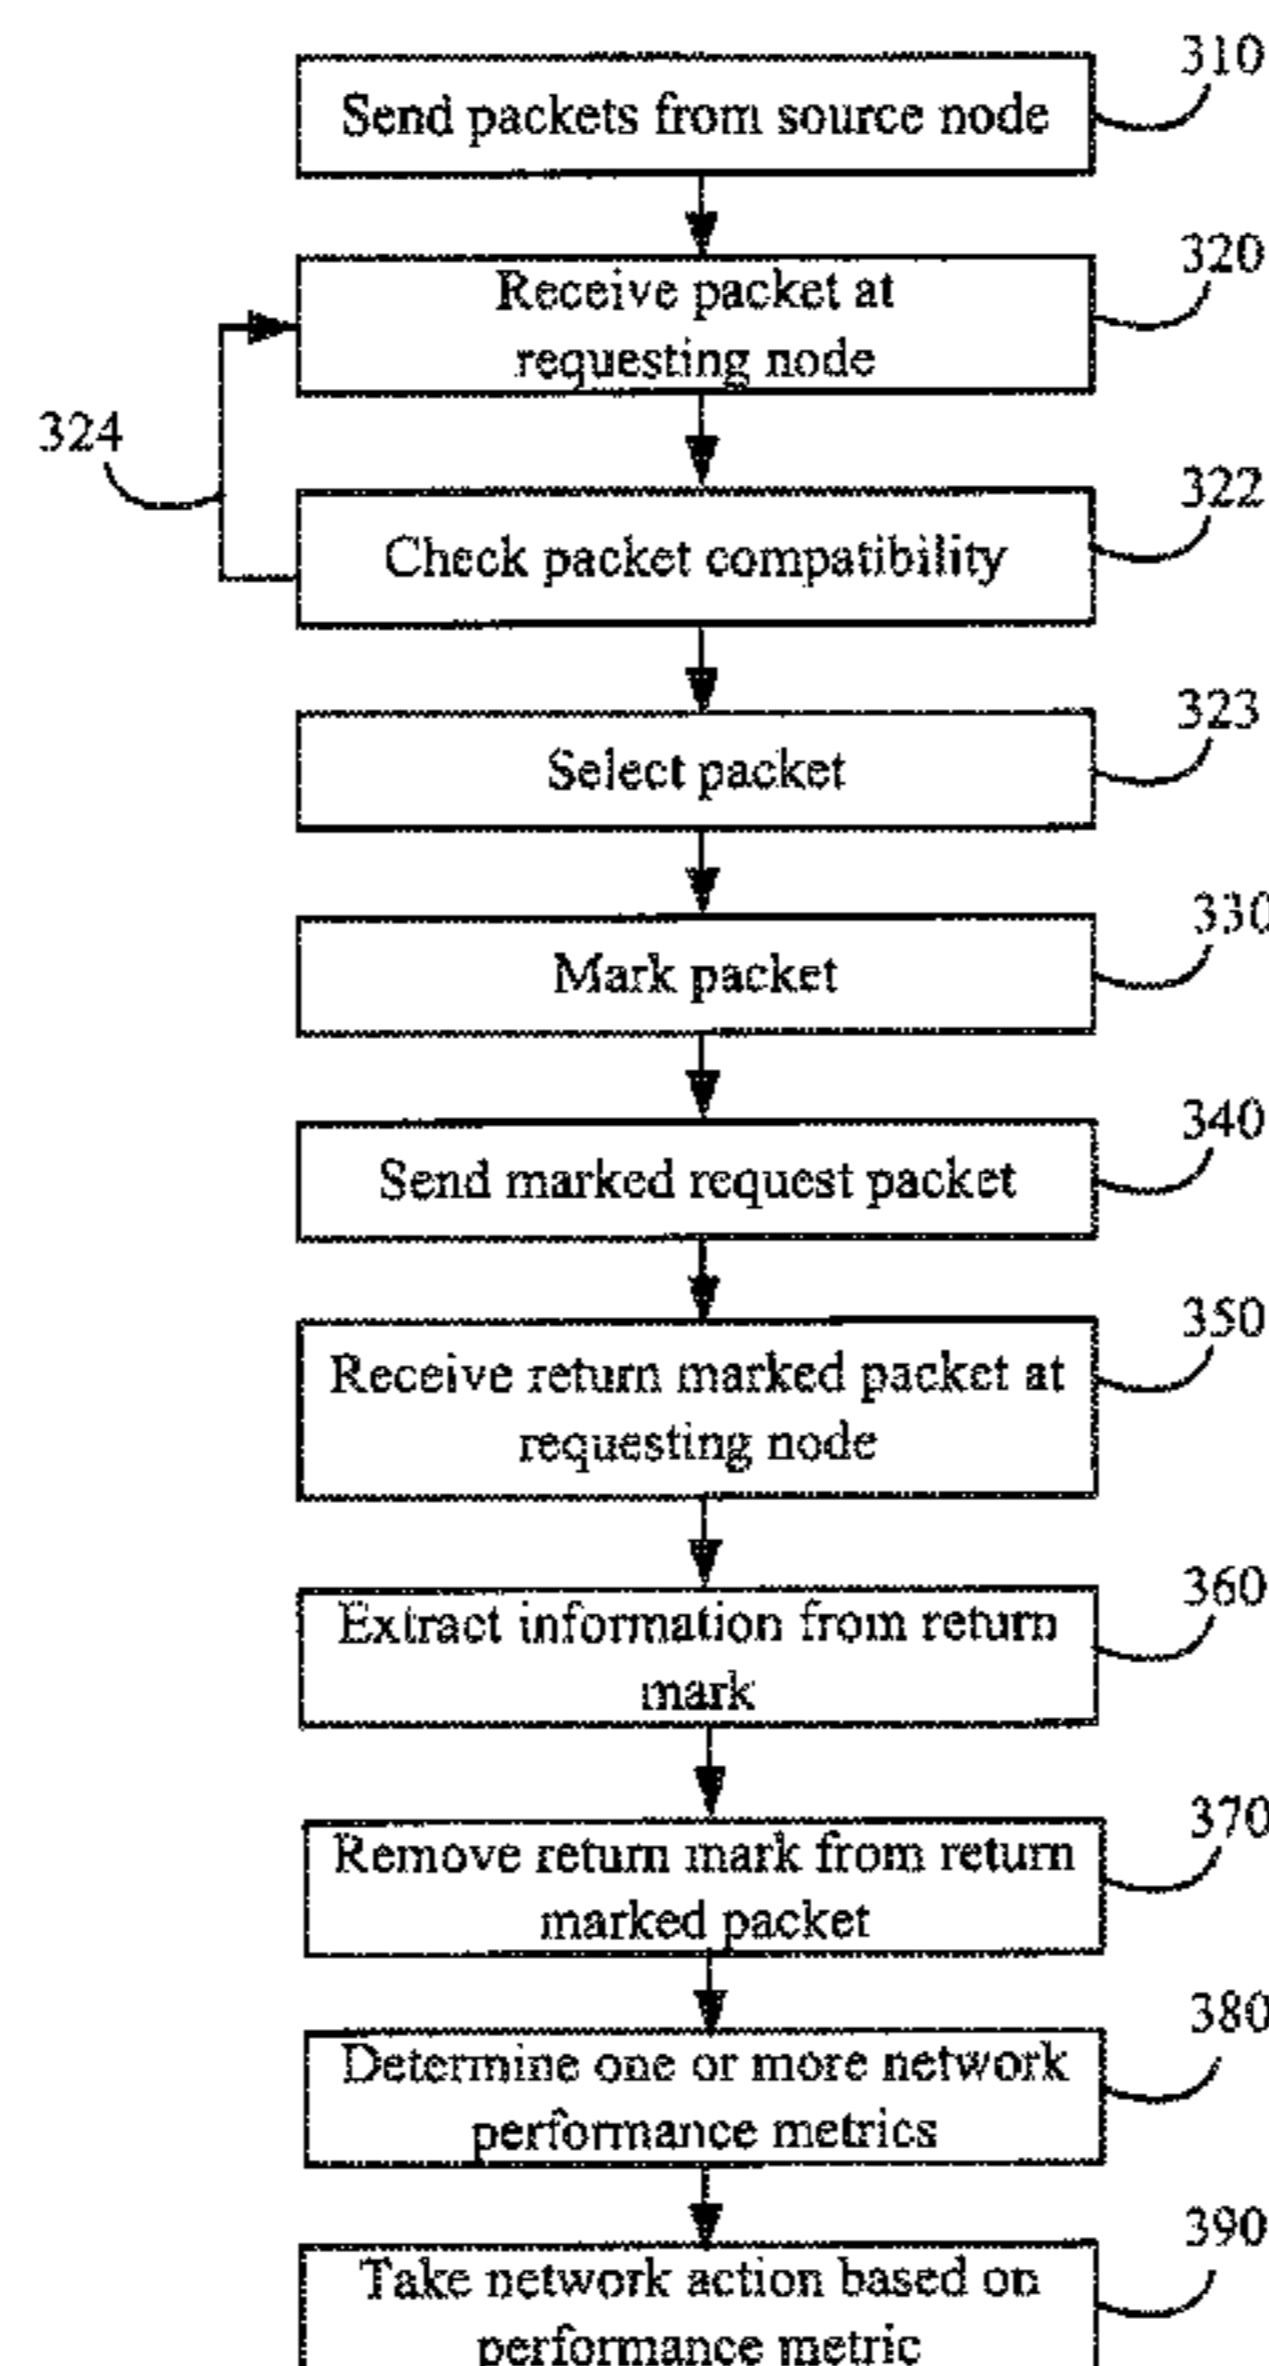 310
Send packets from source node
320
Receive packet at
requesting node
324
322
Check packet compatibility
323
Select packet
330
Mark packet
340
Send marked request packet
350
Receive return marked packet at
requesting node
360
Extract information from return
mark
370
Remove return mark from return
marked packet
380
Determine one or more network
performance metrics
390
Take network action based on
performance metric